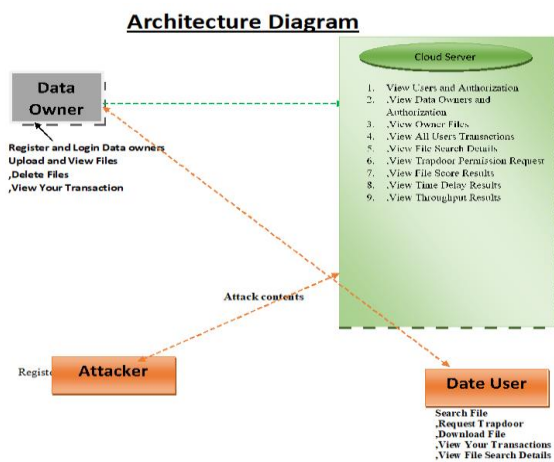 Architecture Diagram
Data
Owner
Register and Login Data owners
Upload and View Files
,Delete Files
,View Your Transaction
Cloud Server
1. View Users and Authorization
2. .View Data Owners and
Authorization
3. .View Owner Files
4. .View All Users Transactions
5. .View File Search Details
6. .View Trapdoor Permission Request
7. .View File Score Results
8. .View Time Delay Results
9. .View Throughput Results
Attack contents
Attacker
Date User
Search File
,Request Trapdoor
,Download File
,View Your Transactions
,View File Search Details